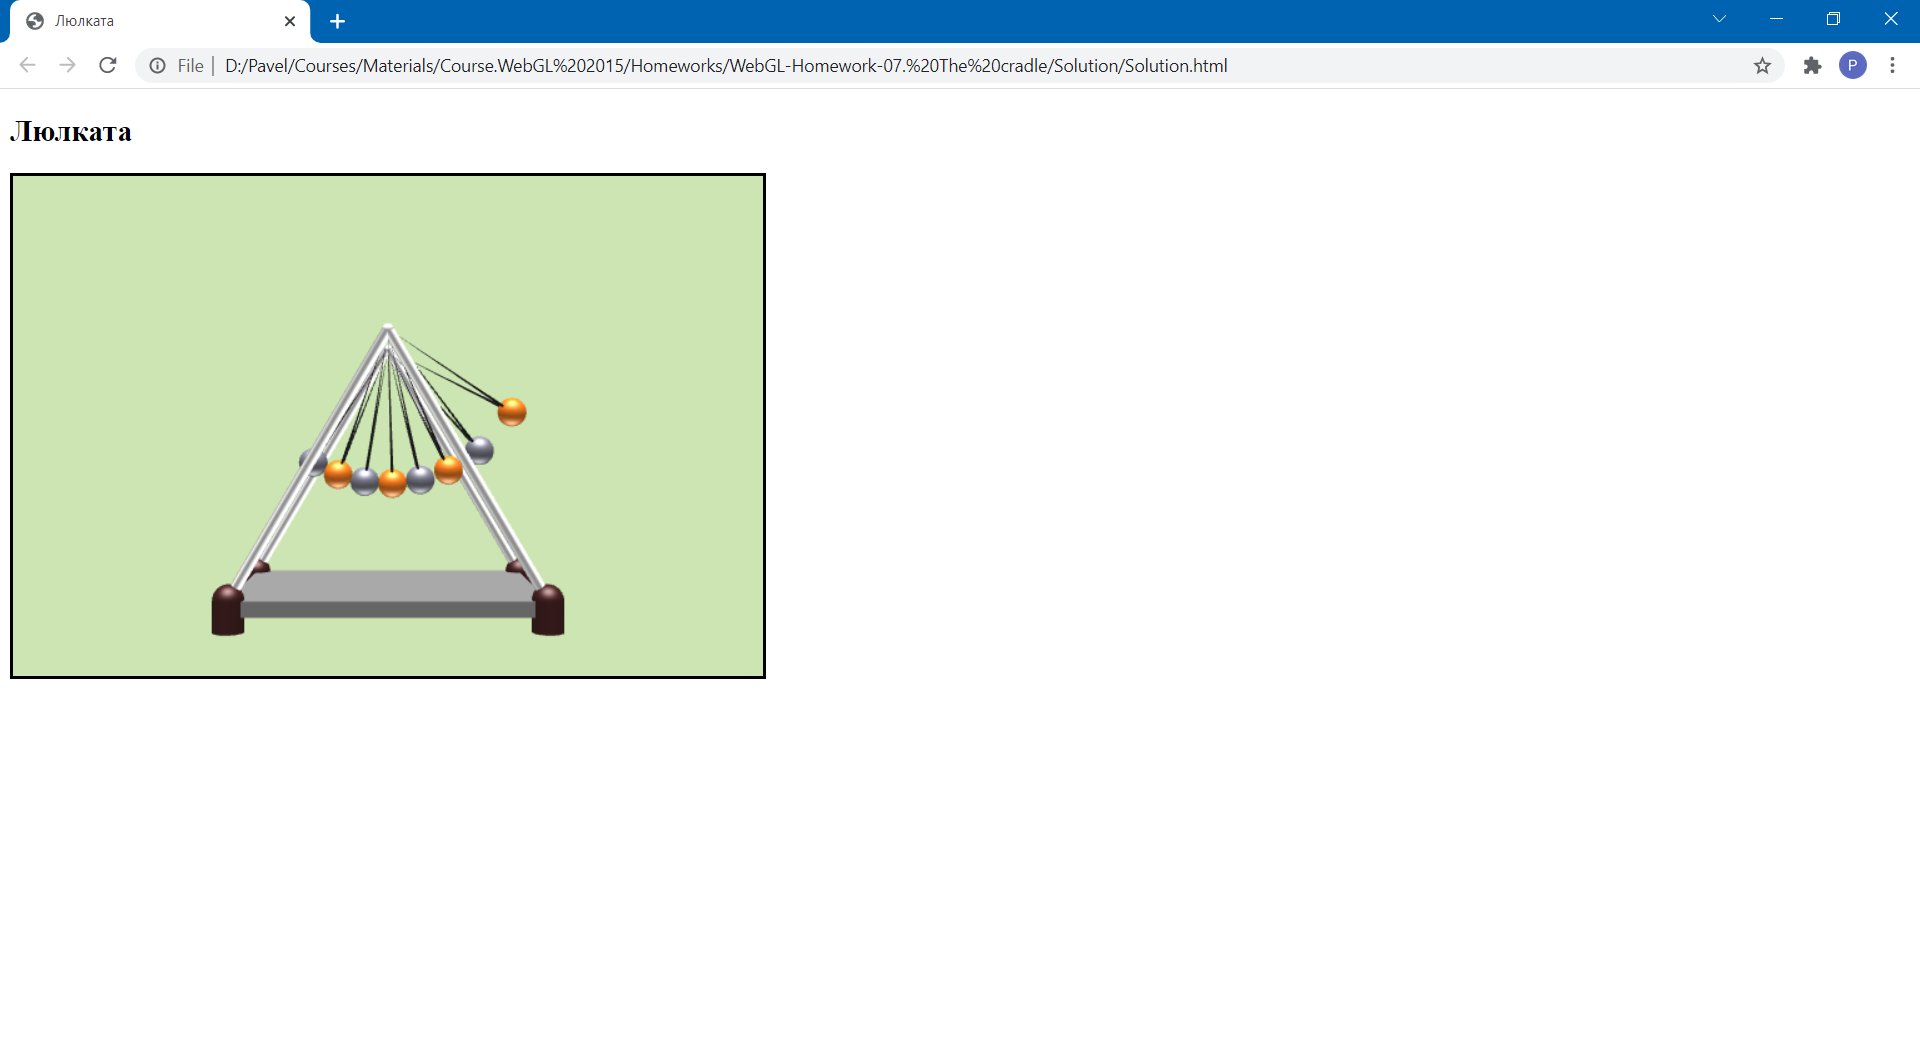 Люлката
File D:/Pavel/Courses/Materials/Course.WebGL%202015/Homeworks/WebGL-Homework-07.%20The%20cradle/Solution/Solution.html
P
Люлката